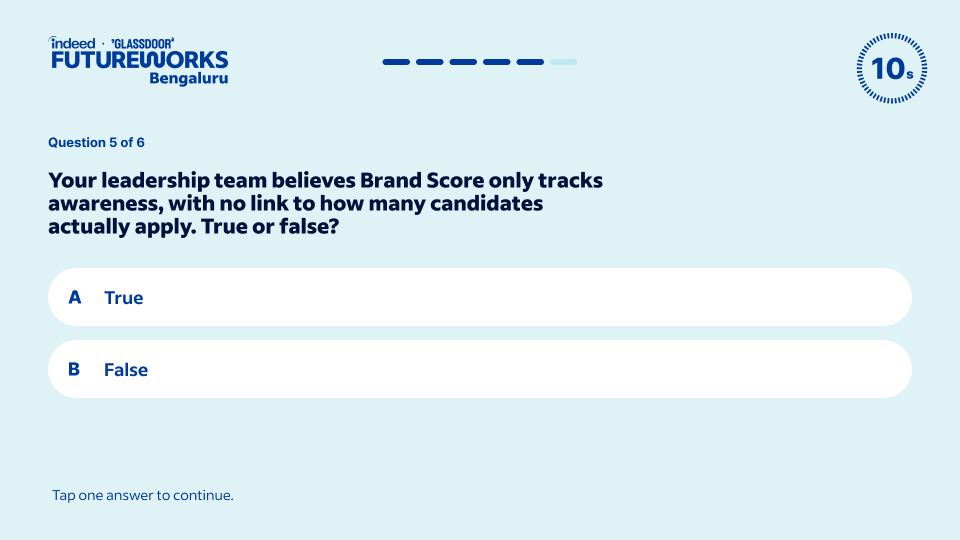 indeed · 'GLASSDOOR'
FUTUREWORKS
Bengaluru
10s
Question 5 of 6
Your leadership team believes Brand Score only tracks
awareness, with no link to how many candidates
actually apply. True or false?
A True
B False
Tap one answer to continue.